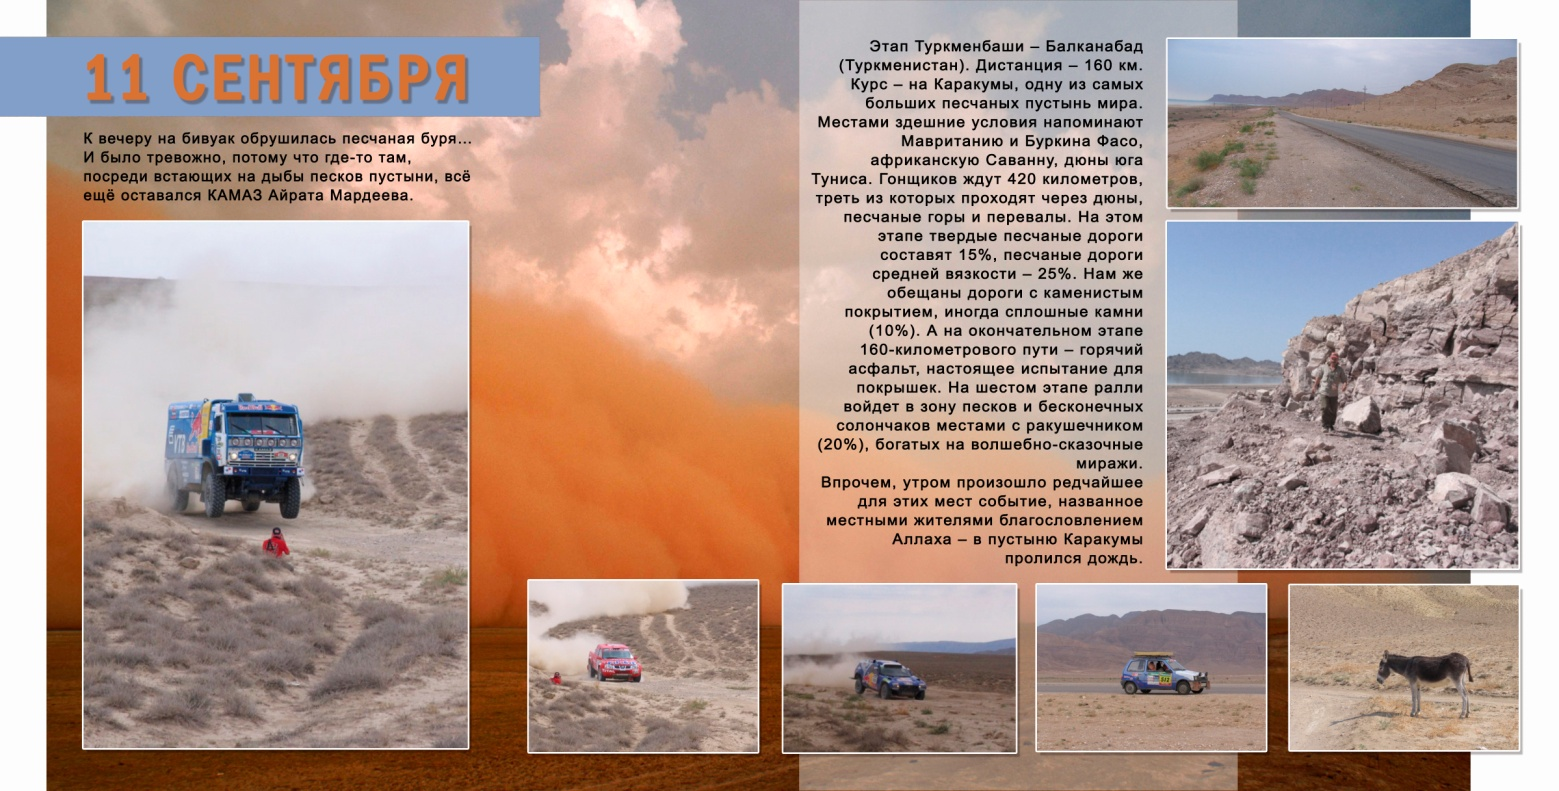 11 СЕНТЯБРЯ
К вечеру на бивуак обрушилась песчаная буря...
И было тревожно, потому что где-то там,
посреди встающих на дыбы песков пустыни, всё
ещё оставался КАМАЗ Айрата Мардеева.
Этап Туркменбаши – Балканабад
(Туркменистан). Дистанция – 160 км.
Курс – на Каракумы, одну из самых
больших песчаных пустынь мира.
Местами здешние условия напоминают
Мавританию и Буркина Фасо,
африканскую Саванну, дюны юга
Туниса. Гонщиков ждут 420 километров,
треть из которых проходят через дюны,
песчаные горы и перевалы. На этом
этапе твердые песчаные дороги
составят 15%, песчаные дороги
средней вязкости – 25%. Нам же
обещаны дороги с каменистым
покрытием, иногда сплошные камни
(10%). А на окончательном этапе
160-километрового пути – горячий
асфальт, настоящее испытание для
покрышек. На шестом этапе ралли
войдет в зону песков и бесконечных
солончаков местами с ракушечником
(20%), богатых на волшебно-сказочные
миражи.
Впрочем, утром произошло редчайшее
для этих мест событие, названное
местными жителями благословлением
Аллаха – в пустыню Каракумы
пролился дождь.